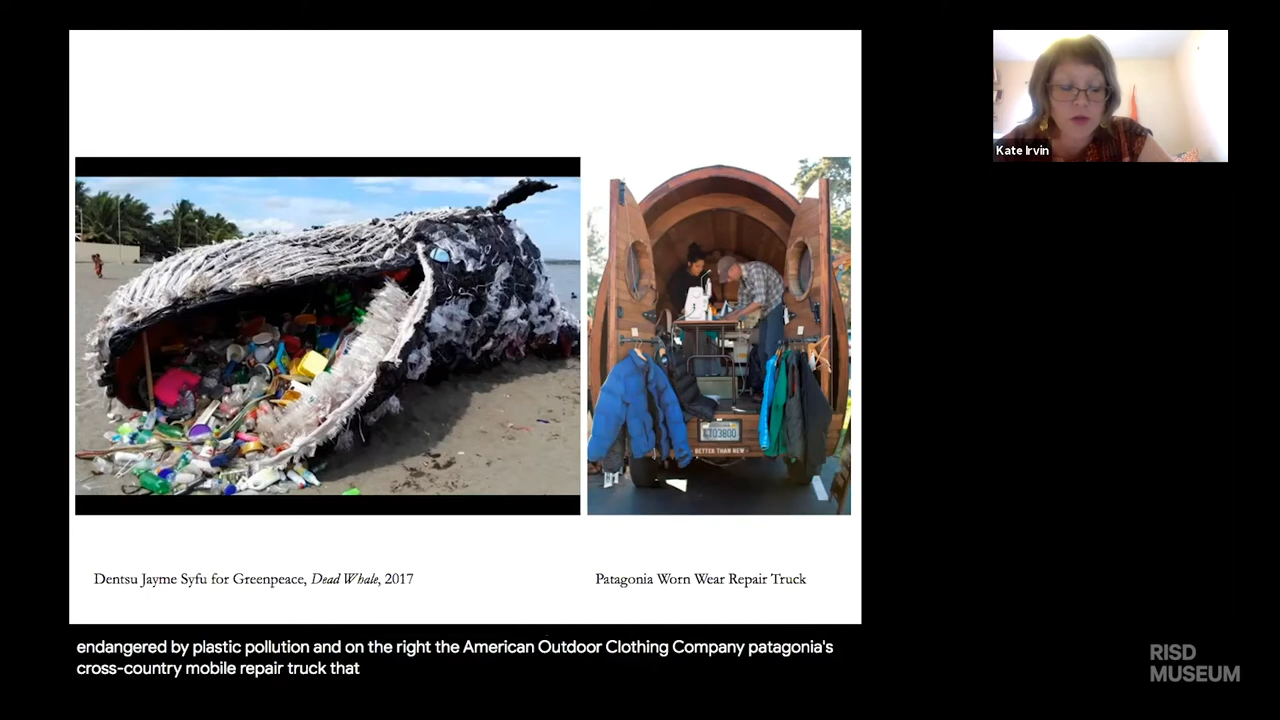 Kate Irvin
CT03800
BETTER THAN NEW
Dentsu Jayme Syfu for Greenpeace, Dead Whale, 2017
Patagonia Worn Wear Repair Truck
endangered by plastic pollution and on the right the American Outdoor Clothing Company patagonia's
cross-country mobile repair truck that
RISD
MUSEUM